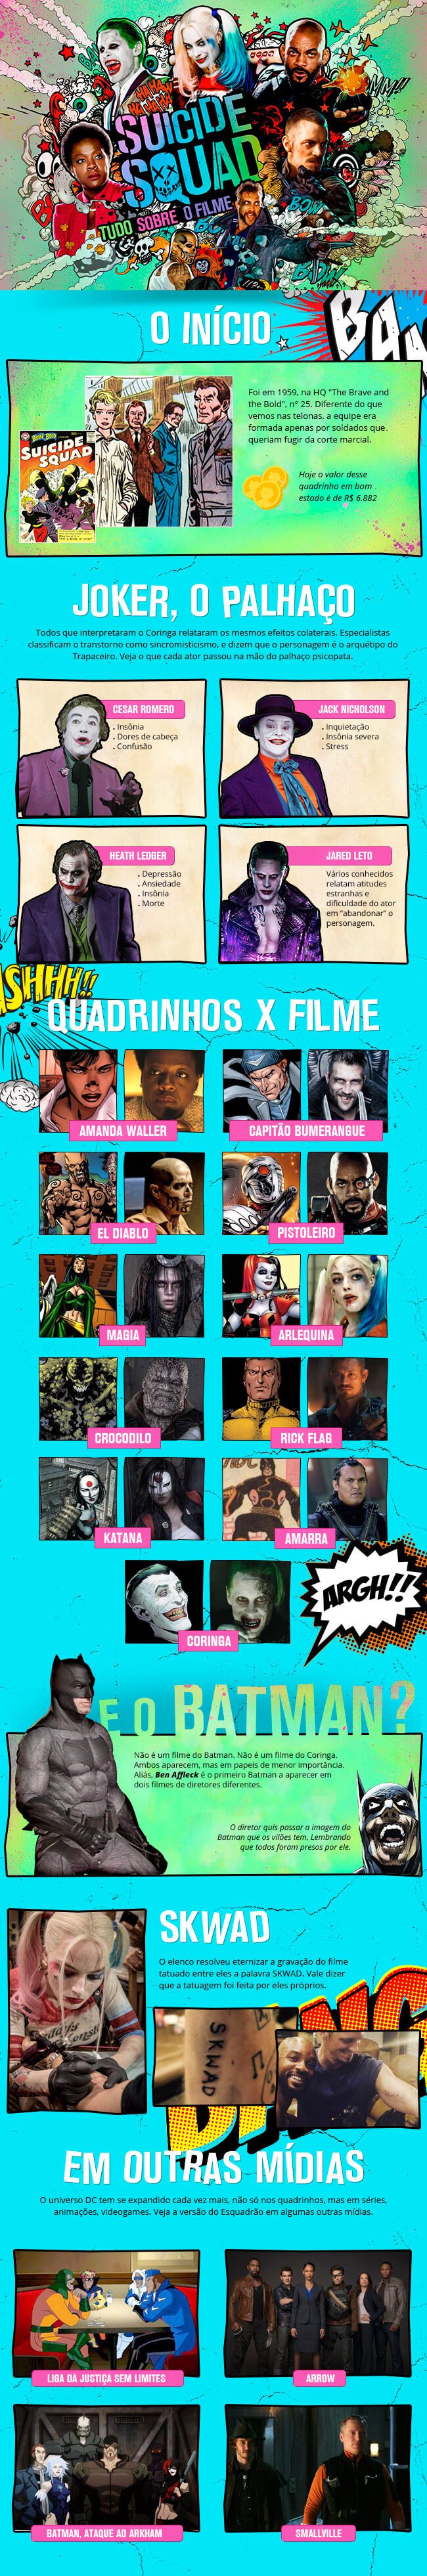 SUICIDE
SQUAD
TUDO SOBRE O FILME
BOW
O INÍCIO
BAN
Foi em 1959, na HQ "The Brave and
the Bold", nº 25. Diferente do que
vemos nas telonas, a equipe era
formada apenas por soldados que
queriam fugir da corte marcial.
SUICIDE
SQUAD
Hoje o valor desse
quadrinho em bom
estado é de R$ 6.882
JOKER, O PALHAÇO
Todos que interpretaram o Coringa relataram os mesmos efeitos colaterais. Especialistas
classificam o transtorno como sincromisticismo, e dizem que o personagem é o arquétipo do
Trapaceiro. Veja o que cada ator passou na mão do palhaço psicopata.
CESAR ROMERO
. Insônia
. Dores de cabeça
. Confusão
JACK NICHOLSON
. Inquietação
. Insônia severa
. Stress
HEATH LEDGER
. Depressão
. Ansiedade
. Insônia
. Morte
JARED LETO
Vários conhecidos
relatam atitudes
estranhas e
dificuldade do ator
em "abandonar" o
personagem.
ASHHH!!
QUADRINHOS X FILME
AMANDA WALLER
CAPITÃO BUMERANGUE
EL DIABLO
PISTOLEIRO
MAGIA
ARLEQUINA
CROCODILO
RICK FLAG
KATANA
AMARRA
CORINGA
ARGH!!
E O BATMAN?
Não é um filme do Batman. Não é um filme do Coringa.
Ambos aparecem, mas em papeis de menor importância.
Aliás, Ben Affleck é o primeiro Batman a aparecer em
dois filmes de diretores diferentes.
O diretor quis passar a imagem do
Batman que os vilões tem. Lembrando
que todos foram presos por ele.
SKWAD
O elenco resolveu eternizar a gravação do filme
tatuado entre eles a palavra SKWAD. Vale dizer
que a tatuagem foi feita por eles próprios.
SKWAD
EM OUTRAS MÍDIAS
O universo DC tem se expandido cada vez mais, não só nos quadrinhos, mas em séries,
animações, videogames. Veja a versão do Esquadrão em algumas outras mídias.
LIGA DA JUSTIÇA SEM LIMITES
ARROW
BATMAN, ATAQUE AO ARKHAM
SMALLVILLE